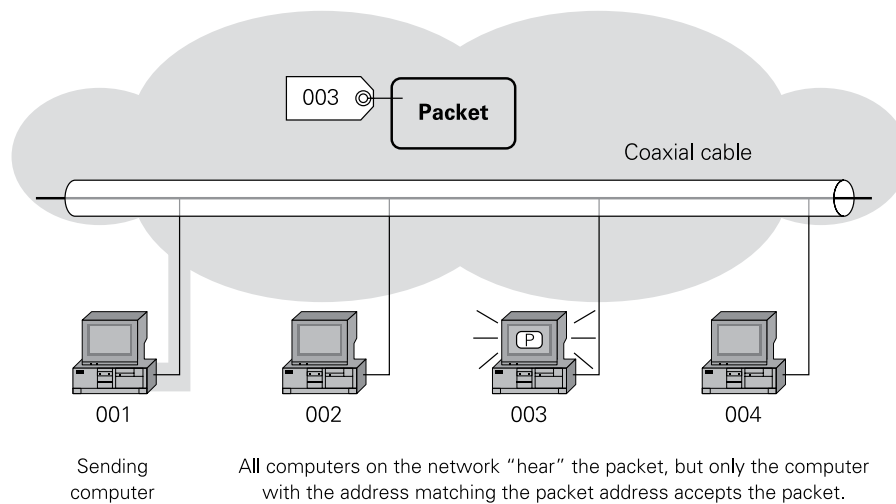 003
Packet
Coaxial cable
P
001
002
003
004
Sending
computer
All computers on the network “hear” the packet, but only the computer
with the address matching the packet address accepts the packet.